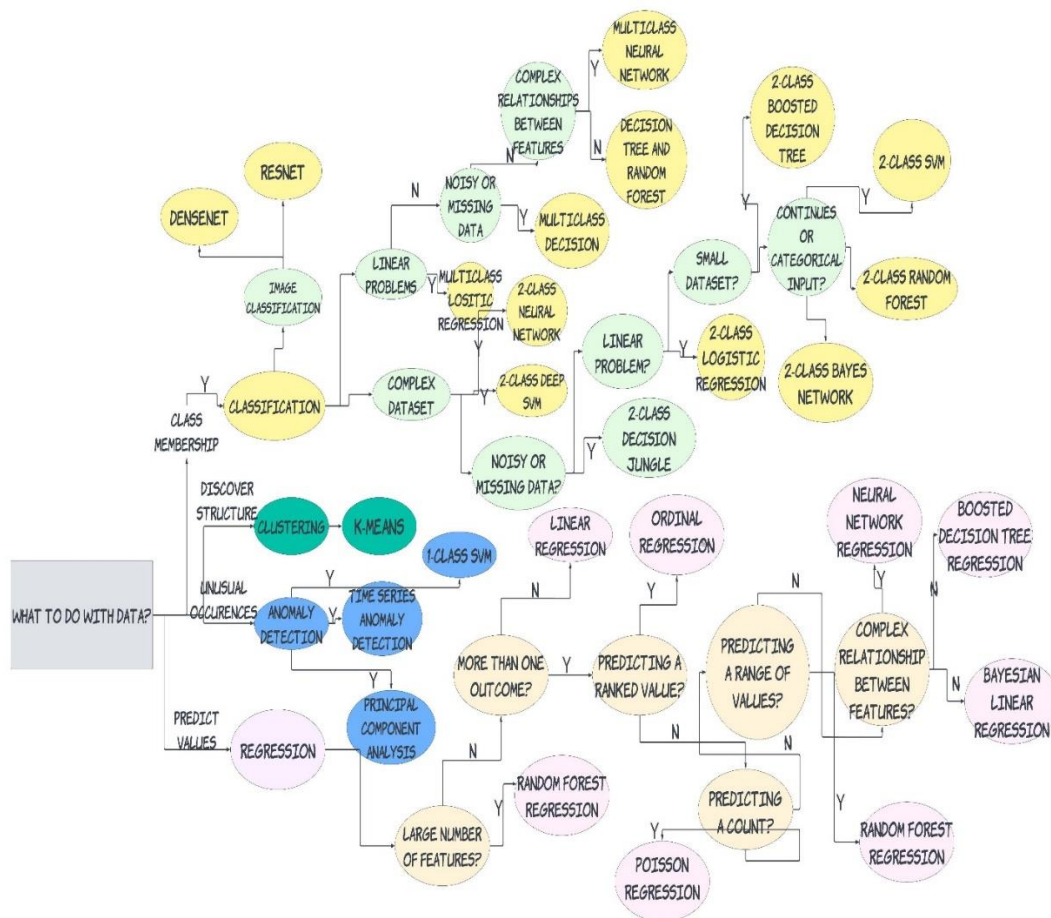 WHAT TO DO WITH DATA?
CLASS
MEMBERSHIP
Y
CLASSIFICATION
IMAGE
CLASSIFICATION
DENSENET
RESNET
LINEAR
PROBLEMS
Y
MULTICLASS
LOSITIC
REGRESSION
N
NOISY OR
MISSING
DATA
Y
MULTICLASS
DECISION
N
COMPLEX
RELATIONSHIPS
BETWEEN
FEATURES
Y
MULTICLASS
NEURAL
NETWORK
N
DECISION
TREE AND
RANDOM
FOREST
COMPLEX
DATASET
Y
2-CLASS
NEURAL
NETWORK
Y
2-CLASS DEEP
SVM
NOISY OR
MISSING DATA?
Y
2-CLASS
DECISION
JUNGLE
LINEAR
PROBLEM?
Y
2-CLASS
LOGISTIC
REGRESSION
SMALL
DATASET?
Y
2-CLASS
BOOSTED
DECISION
TREE
CONTINUES
OR
CATEGORICAL
INPUT?
Y
2-CLASS SVM
2-CLASS RANDOM
FOREST
2-CLASS BAYES
NETWORK
DISCOVER
STRUCTURE
CLUSTERING
K-MEANS
UNUSUAL
OCCURENCES
ANOMALY
DETECTION
Y
1-CLASS SVM
Y
TIME SERIES
ANOMALY
DETECTION
Y
PRINCIPAL
COMPONENT
ANALYSIS
PREDICT
VALUES
REGRESSION
LARGE NUMBER
OF FEATURES?
Y
RANDOM FOREST
REGRESSION
N
MORE THAN ONE
OUTCOME?
N
LINEAR
REGRESSION
Y
PREDICTING A
RANKED VALUE?
Y
ORDINAL
REGRESSION
N
PREDICTING
A COUNT?
Y
POISSON
REGRESSION
N
PREDICTING
A RANGE OF
VALUES?
Y
RANDOM FOREST
REGRESSION
N
COMPLEX
RELATIONSHIP
BETWEEN
FEATURES?
Y
NEURAL
NETWORK
REGRESSION
N
BOOSTED
DECISION TREE
REGRESSION
N
BAYESIAN
LINEAR
REGRESSION